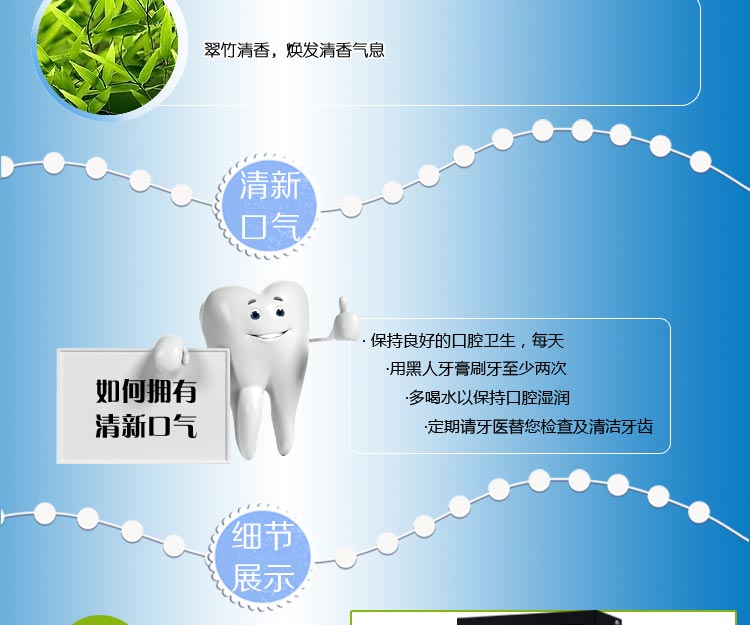 翠竹清香，焕发清香气息
清新
口气
· 保持良好的口腔卫生，每天
·用黑人牙膏刷牙至少两次
·多喝水以保持口腔湿润
·定期请牙医替您检查及清洁牙齿
如何拥有
清新口气
细节
展示